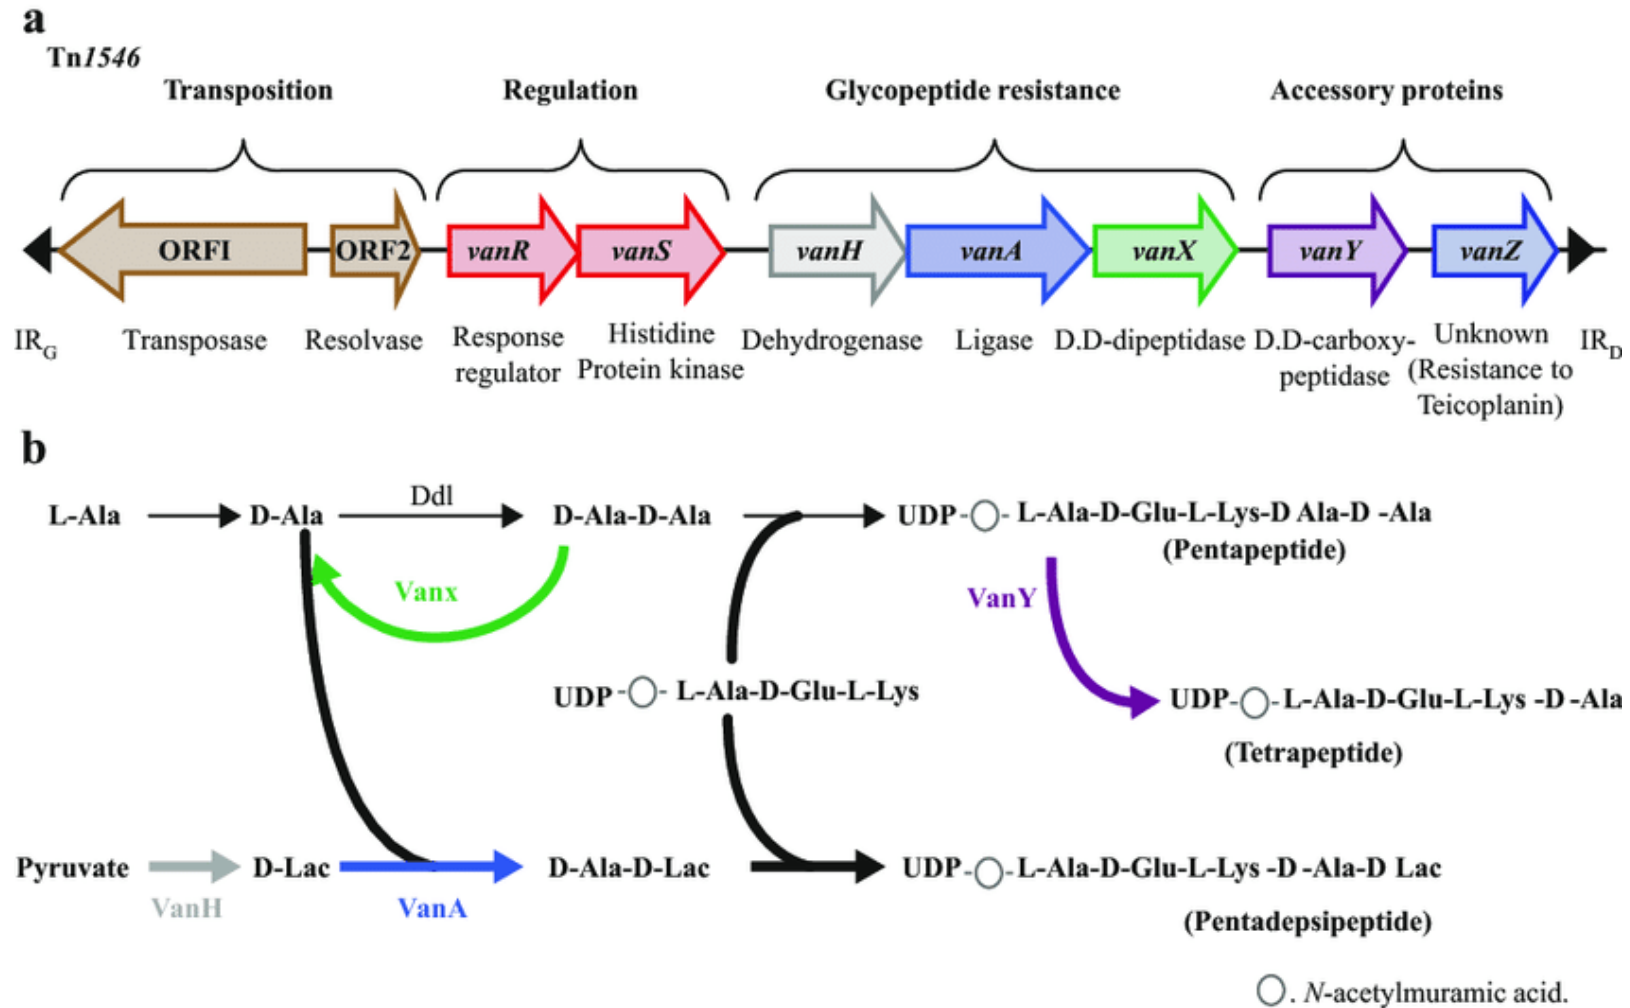 a
Tn1546
Transposition Regulation Glycopeptide resistance Accessory proteins
ORFI ORF2 vanR vanS vanH vanA vanX vanY vanZ
IRG Transposase Resolvase Response regulator Histidine Protein kinase Dehydrogenase Ligase D.D-dipeptidase D.D-carboxy-peptidase Unknown (Resistance to Teicoplanin) IRD
b
L-Ala D-Ala Ddl D-Ala-D-Ala UDP- -L-Ala-D-Glu-L-Lys-D Ala-D -Ala
(Pentapeptide)
Vanx VanY
UDP- - L-Ala-D-Glu-L-Lys UDP- -L-Ala-D-Glu-L-Lys -D -Ala
(Tetrapeptide)
Pyruvate D-Lac D-Ala-D-Lac UDP- -L-Ala-D-Glu-L-Lys -D -Ala-D Lac
VanH VanA (Pentadepsipeptide)
. N-acetylmuramic acid.